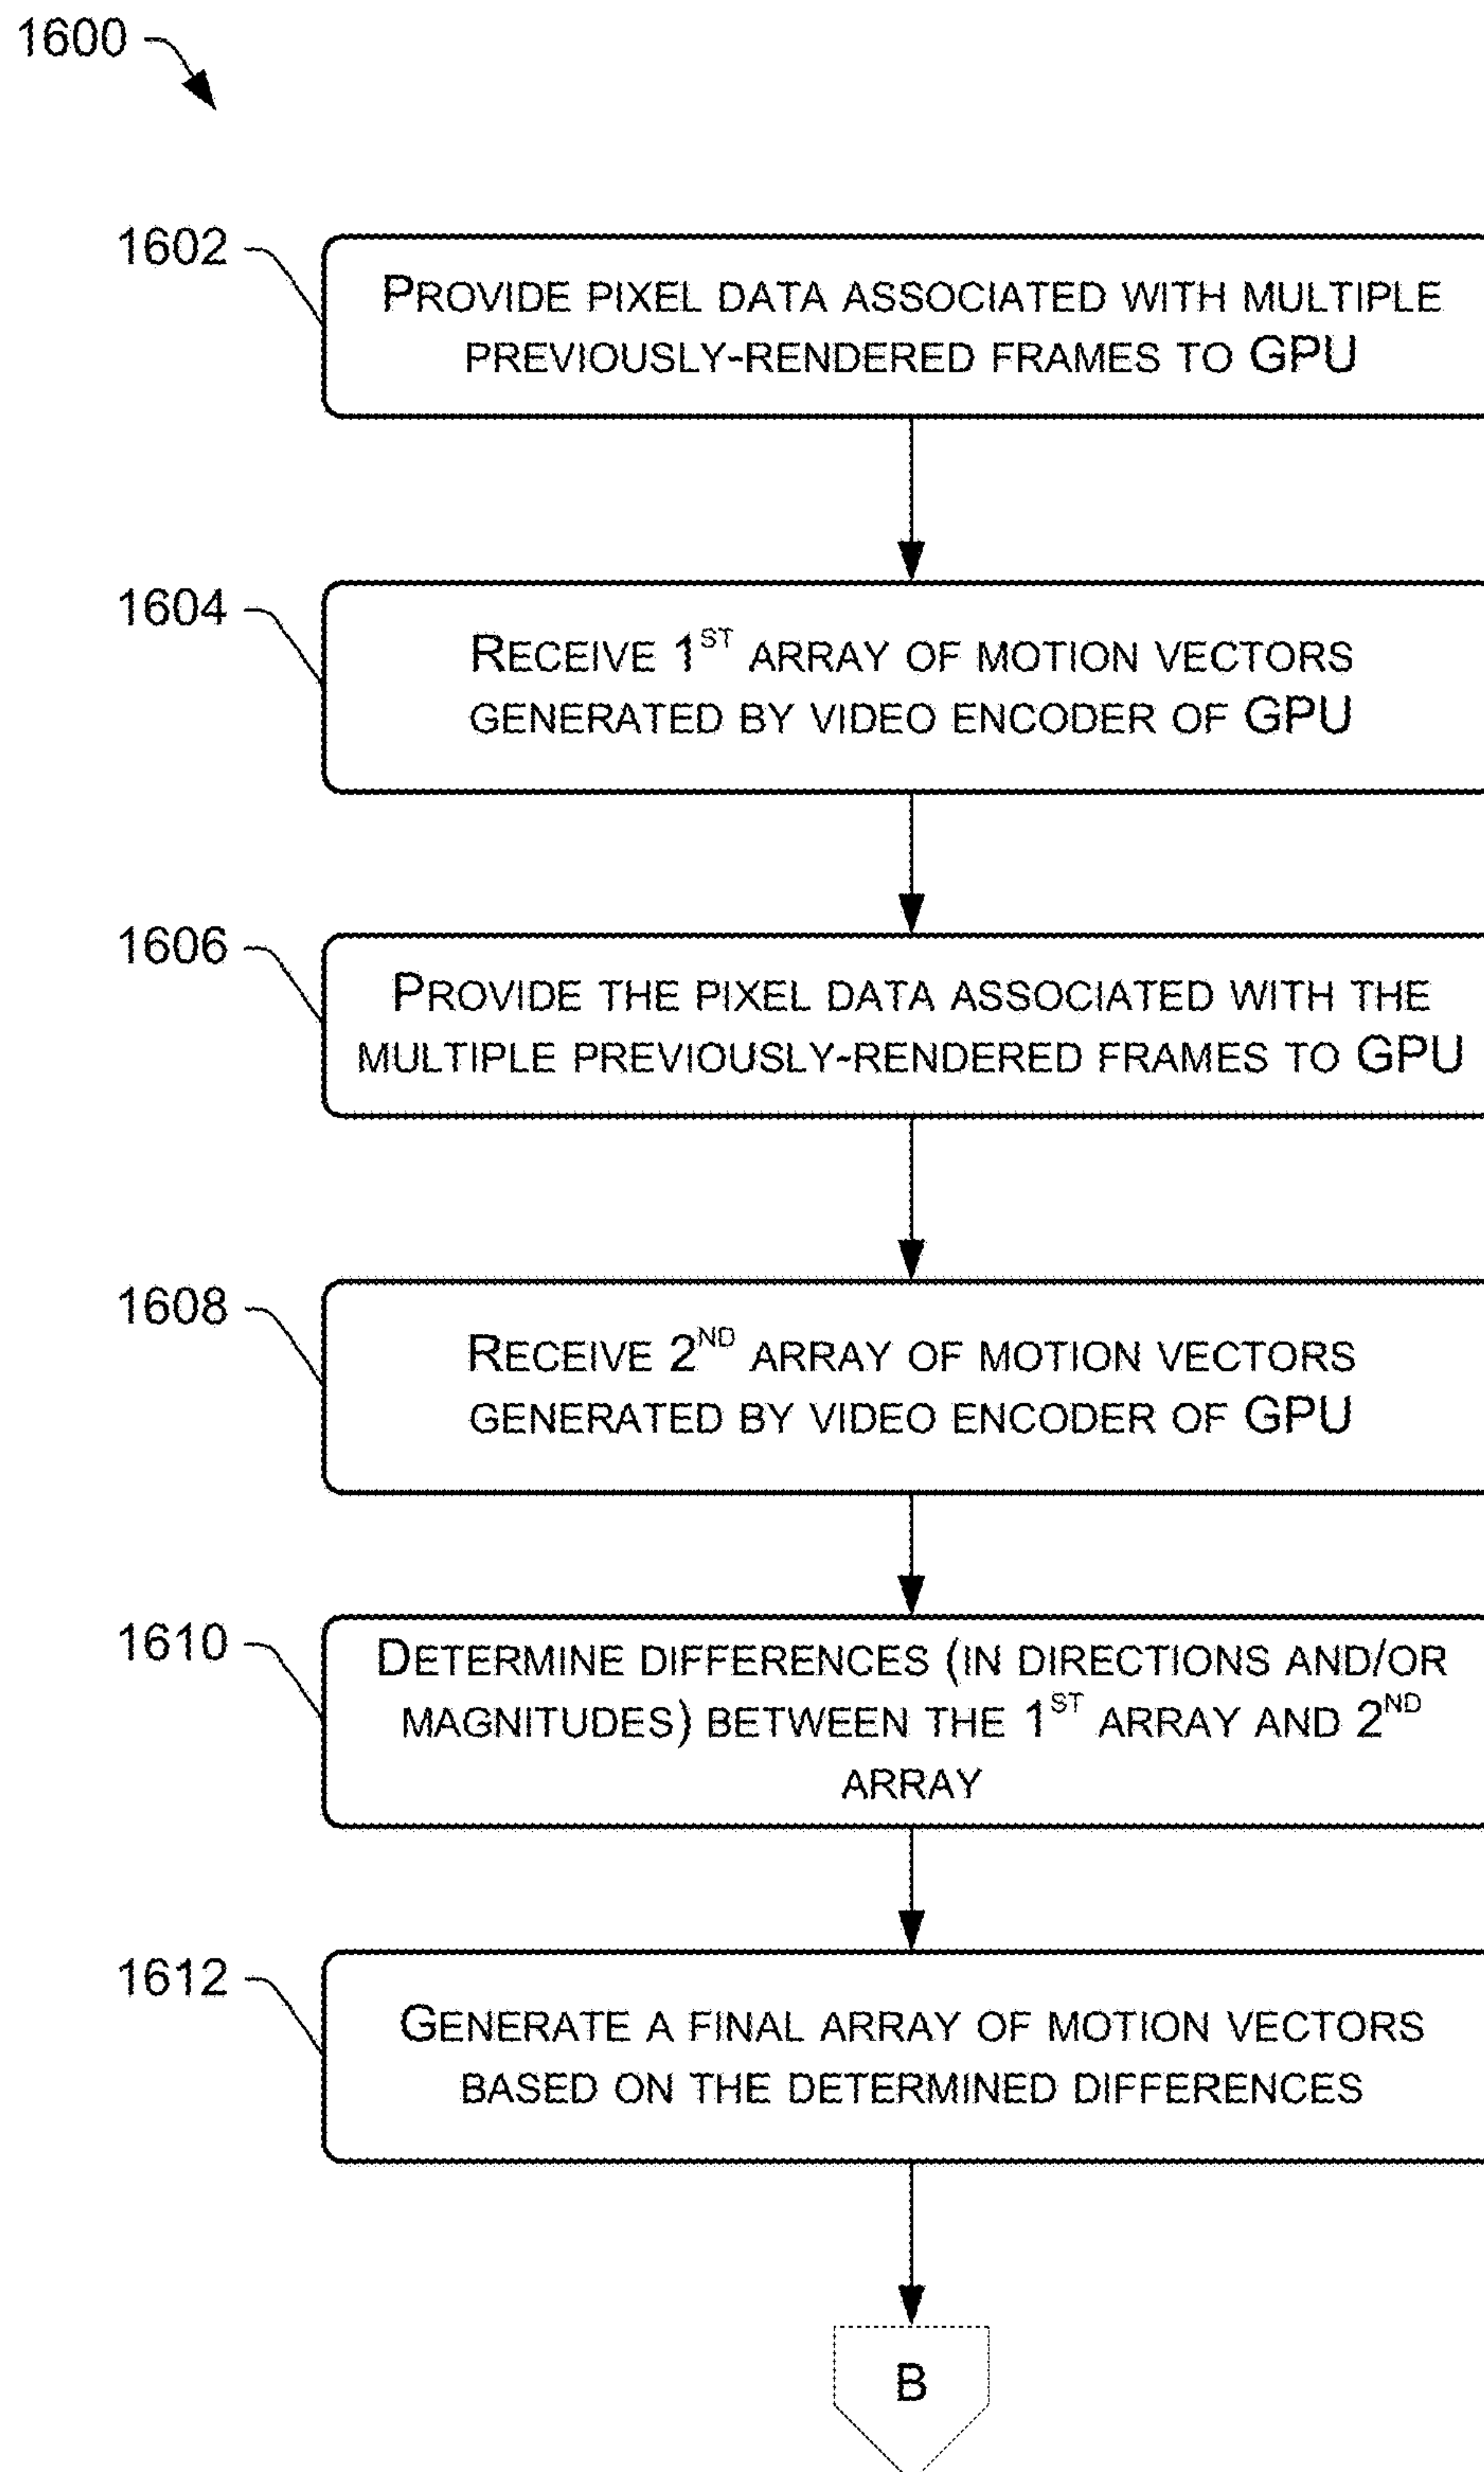 1600
1602
PROVIDE PIXEL DATA ASSOCIATED WITH MULTIPLE
PREVIOUSLY-RENDERED FRAMES TO GPU
1604
RECEIVE 1ST ARRAY OF MOTION VECTORS
GENERATED BY VIDEO ENCODER OF GPU
1606
PROVIDE THE PIXEL DATA ASSOCIATED WITH THE
MULTIPLE PREVIOUSLY-RENDERED FRAMES TO GPU
1608
RECEIVE 2ND ARRAY OF MOTION VECTORS
GENERATED BY VIDEO ENCODER OF GPU
1610
DETERMINE DIFFERENCES (IN DIRECTIONS AND/OR
MAGNITUDES) BETWEEN THE 1ST ARRAY AND 2ND
ARRAY
1612
GENERATE A FINAL ARRAY OF MOTION VECTORS
BASED ON THE DETERMINED DIFFERENCES
B